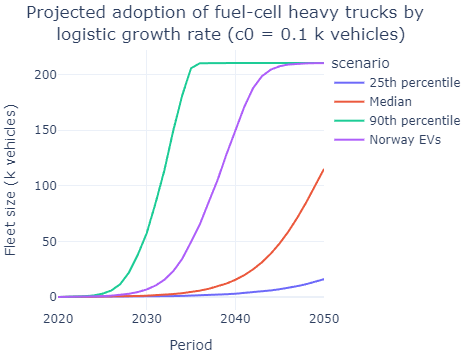 Projected adoption of fuel-cell heavy trucks by
logistic growth rate (c0 = 0.1 k vehicles)
scenario
25th percentile
Median
90th percentile
Norway EVs
Fleet size (k vehicles)
200
150
100
50
0
2020
2030
2040
2050
Period